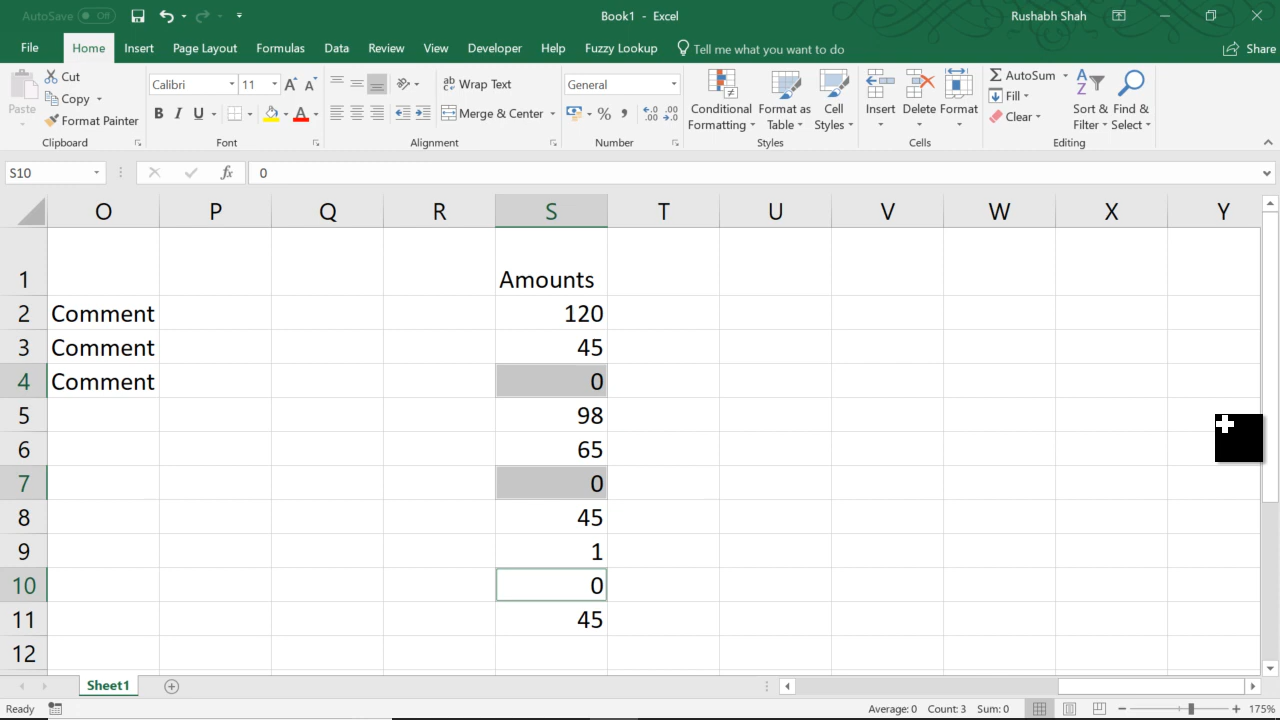 AutoSave Off Book1 - Excel Rushabh Shah
File Home Insert Page Layout Formulas Data Review View Developer Help Fuzzy Lookup Tell me what you want to do Share
Paste Cut Calibri 11 A A ab Wrap Text General Conditional Formatting Format as Table Cell Styles Insert Delete Format AutoSum Sort & Filter Find & Select
Copy Fill
Format Painter B I U A Merge & Center % , Clear
Clipboard Font Alignment Number Styles Cells Editing
S10 fx 0
O P Q R S T U V W X Y
1 Amounts
2 Comment 120
3 Comment 45
4 Comment 0
5 98
6 65
7 0
8 45
9 1
10 0
11 45
12
Sheet1
Ready Average: 0 Count: 3 Sum: 0 175%